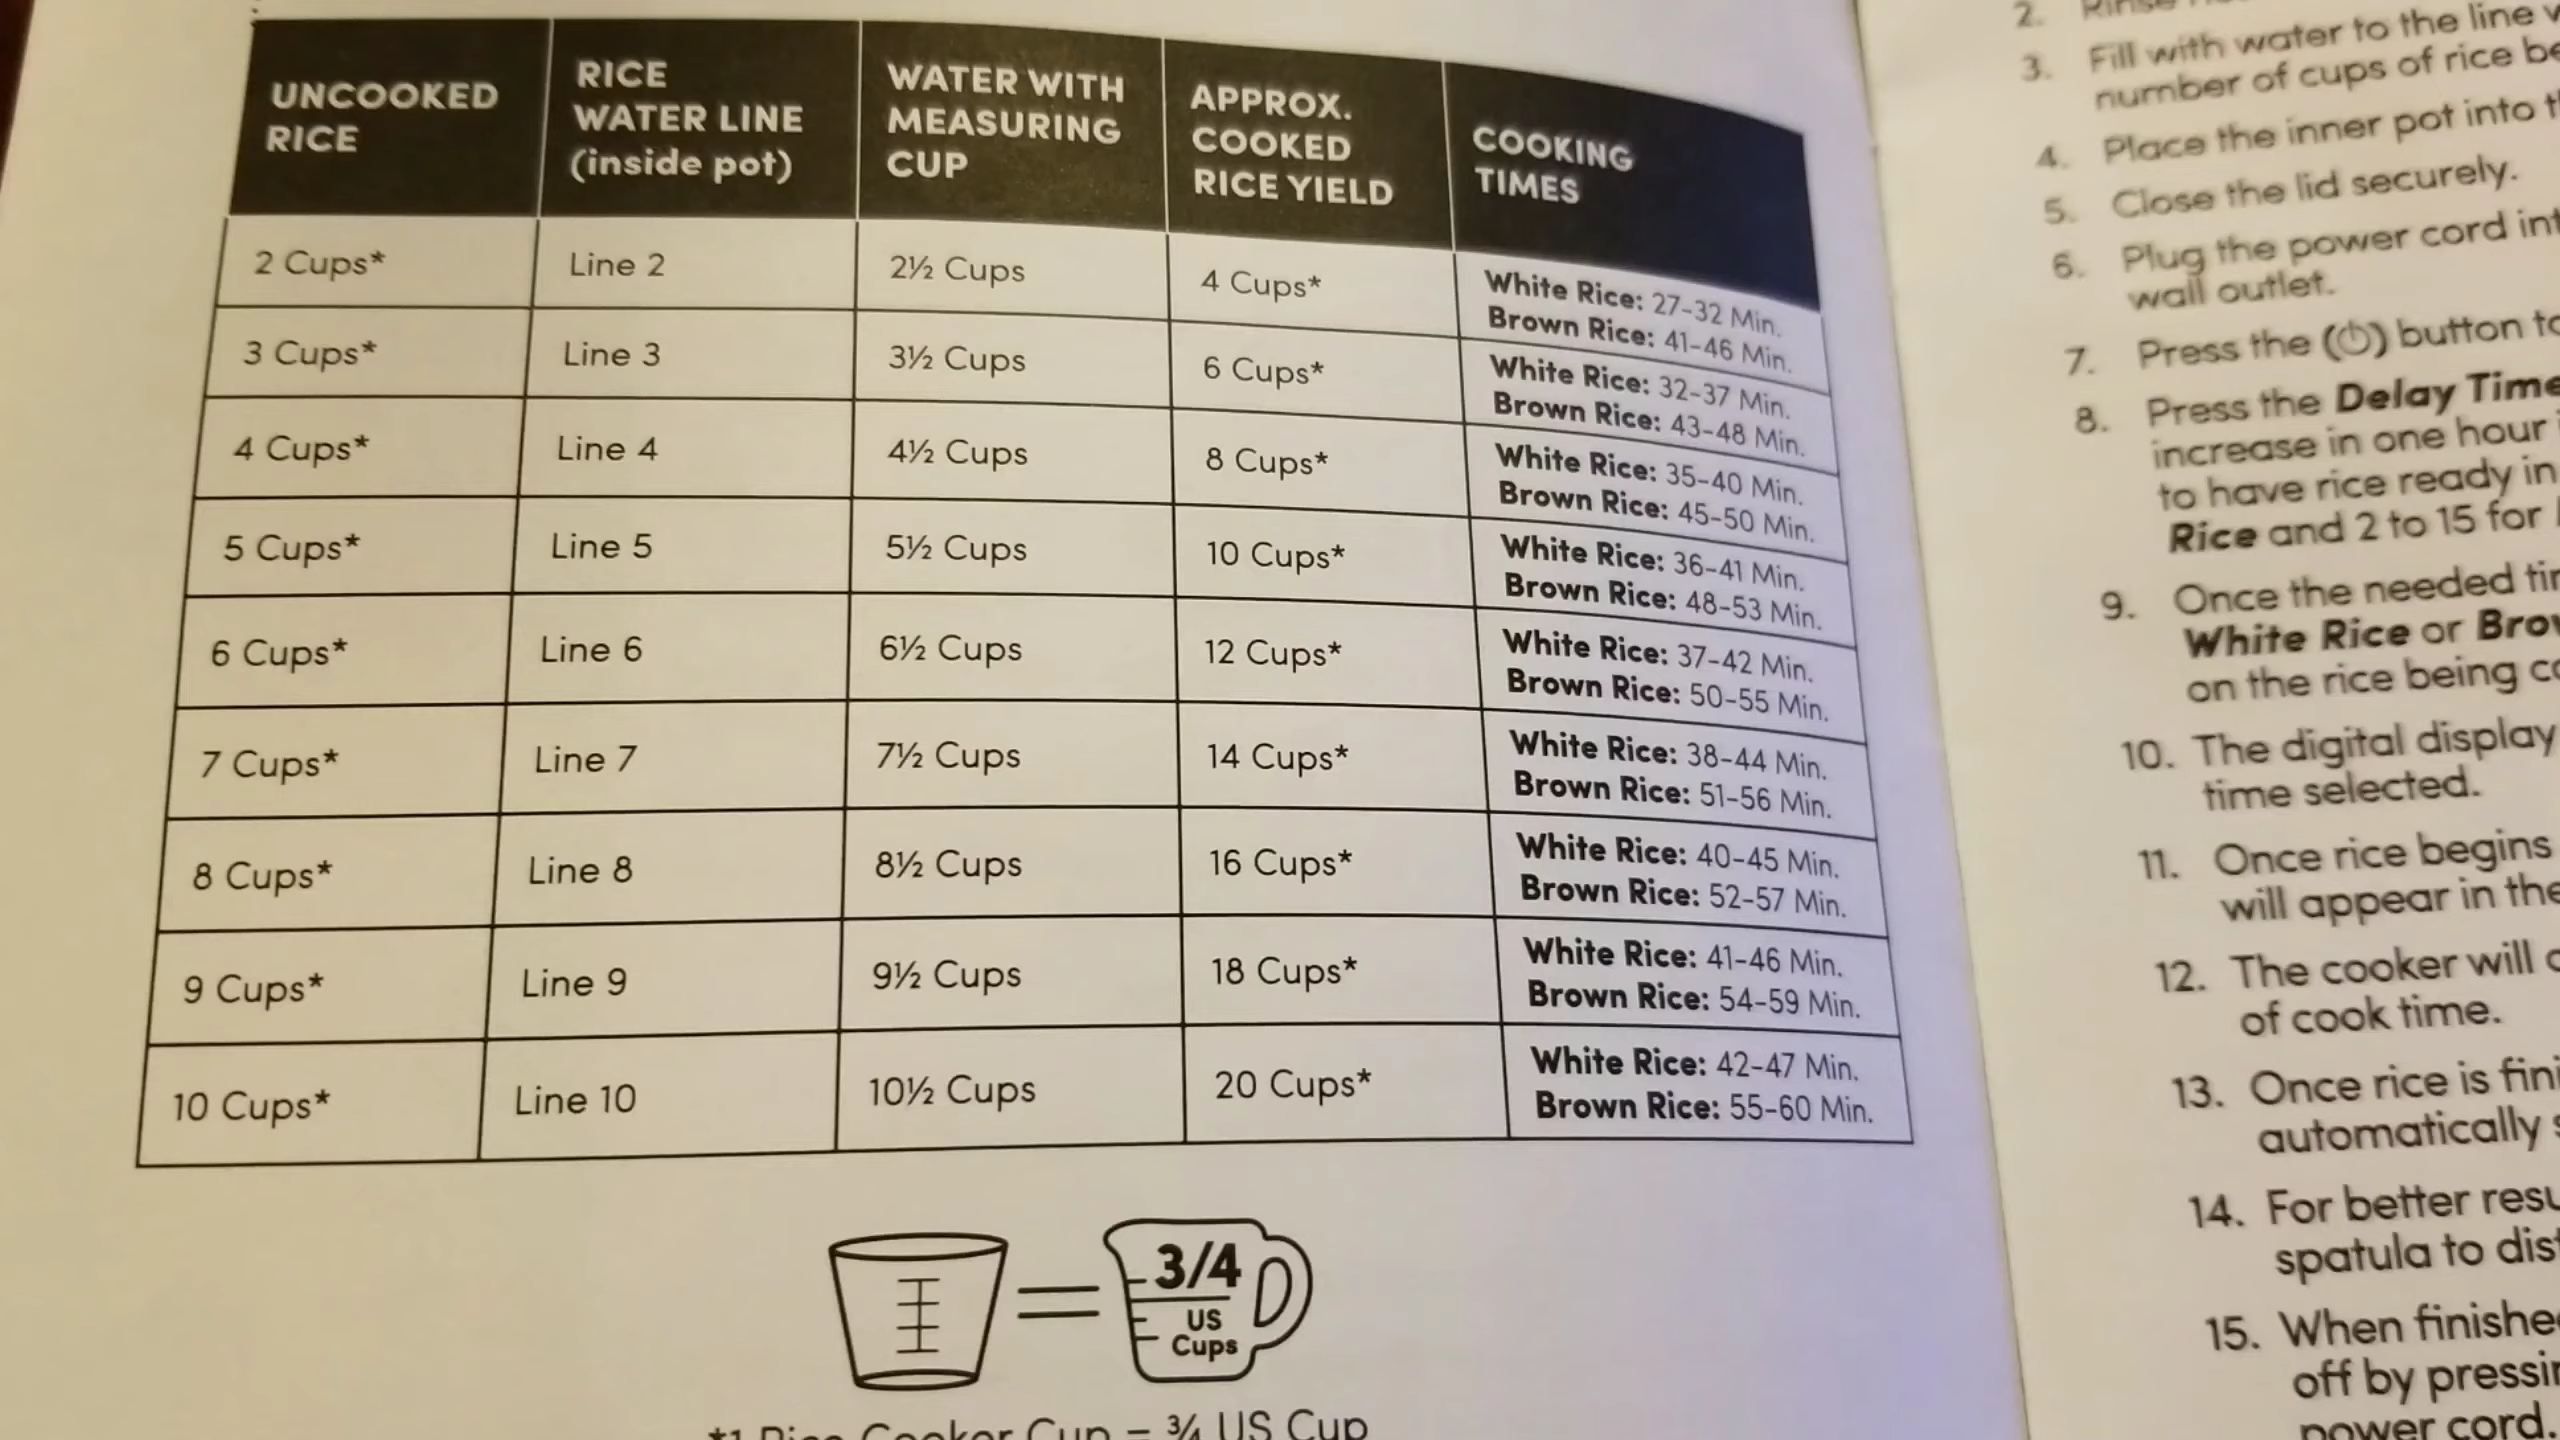 UNCOOKED
RICE
RICE
WATER LINE
(inside pot)
WATER WITH
MEASURING
CUP
APPROX.
COOKED
RICE YIELD
COOKING
TIMES
2 Cups*
Line 2
2½ Cups
4 Cups*
White Rice: 27-32 Min.
Brown Rice: 41-46 Min.
3 Cups*
Line 3
3½ Cups
6 Cups*
White Rice: 32-37 Min.
Brown Rice: 43-48 Min.
4 Cups*
Line 4
4½ Cups
8 Cups*
White Rice: 35-40 Min.
Brown Rice: 45-50 Min.
5 Cups*
Line 5
5½ Cups
10 Cups*
White Rice: 36-41 Min.
Brown Rice: 48-53 Min.
6 Cups*
Line 6
6½ Cups
12 Cups*
White Rice: 37-42 Min.
Brown Rice: 50-55 Min.
7 Cups*
Line 7
7½ Cups
14 Cups*
White Rice: 38-44 Min.
Brown Rice: 51-56 Min.
8 Cups*
Line 8
8½ Cups
16 Cups*
White Rice: 40-45 Min.
Brown Rice: 52-57 Min.
9 Cups*
Line 9
9½ Cups
18 Cups*
White Rice: 41-46 Min.
Brown Rice: 54-59 Min.
10 Cups*
Line 10
10½ Cups
20 Cups*
White Rice: 42-47 Min.
Brown Rice: 55-60 Min.
3/4
US
Cups
*1 Rice Cooker Cup = ¾ US Cup
2. Rinse
3. Fill with water to the line
number of cups of rice
4. Place the inner pot into
5. Close the lid securely.
6. Plug the power cord
wall outlet.
7. Press the (⏻) button
8. Press the Delay Time
increase in one hour
to have rice ready in
Rice and 2 to 15 for
9. Once the needed
White Rice or
on the rice being
10. The digital display
time selected.
11. Once rice begins
will appear in the
12. The cooker will
of cook time.
13. Once rice is
automatically
14. For better
spatula to
15. When
off by
power cord.